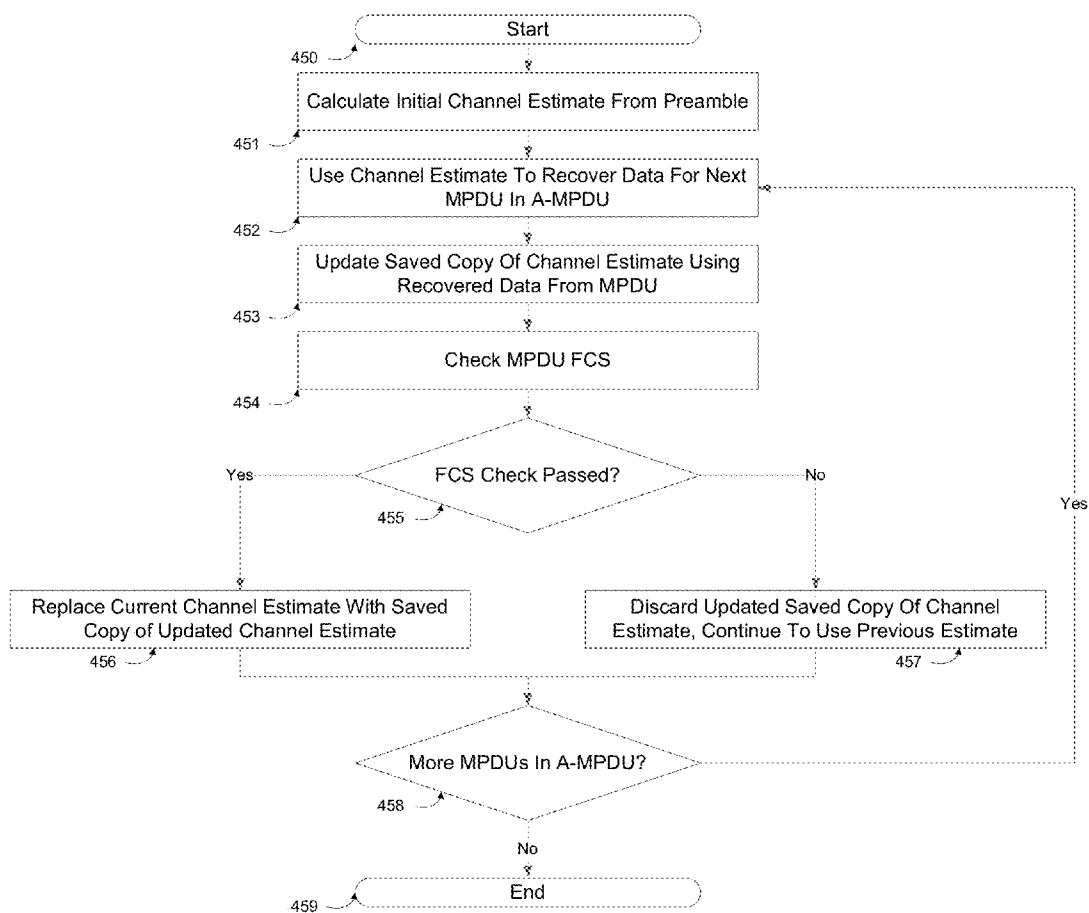 Start
450
Calculate Initial Channel Estimate From Preamble
451
Use Channel Estimate To Recover Data For Next
MPDU In A-MPDU
452
Update Saved Copy Of Channel Estimate Using
Recovered Data From MPDU
453
Check MPDU FCS
454
FCS Check Passed?
Yes
No
455
Yes
Replace Current Channel Estimate With Saved
Copy of Updated Channel Estimate
456
Discard Updated Saved Copy Of Channel
Estimate, Continue To Use Previous Estimate
457
More MPDUs In A-MPDU?
458
No
End
459